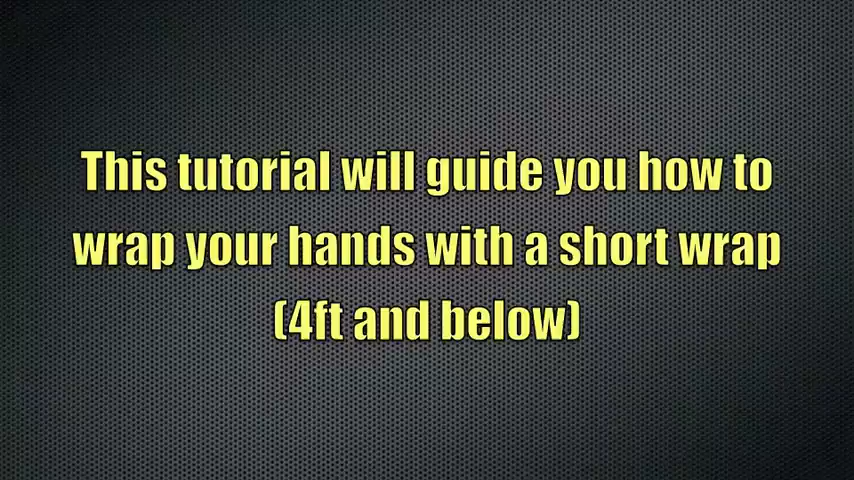 This tutorial will guide you how to
wrap your hands with a short wrap
(4ft and below)